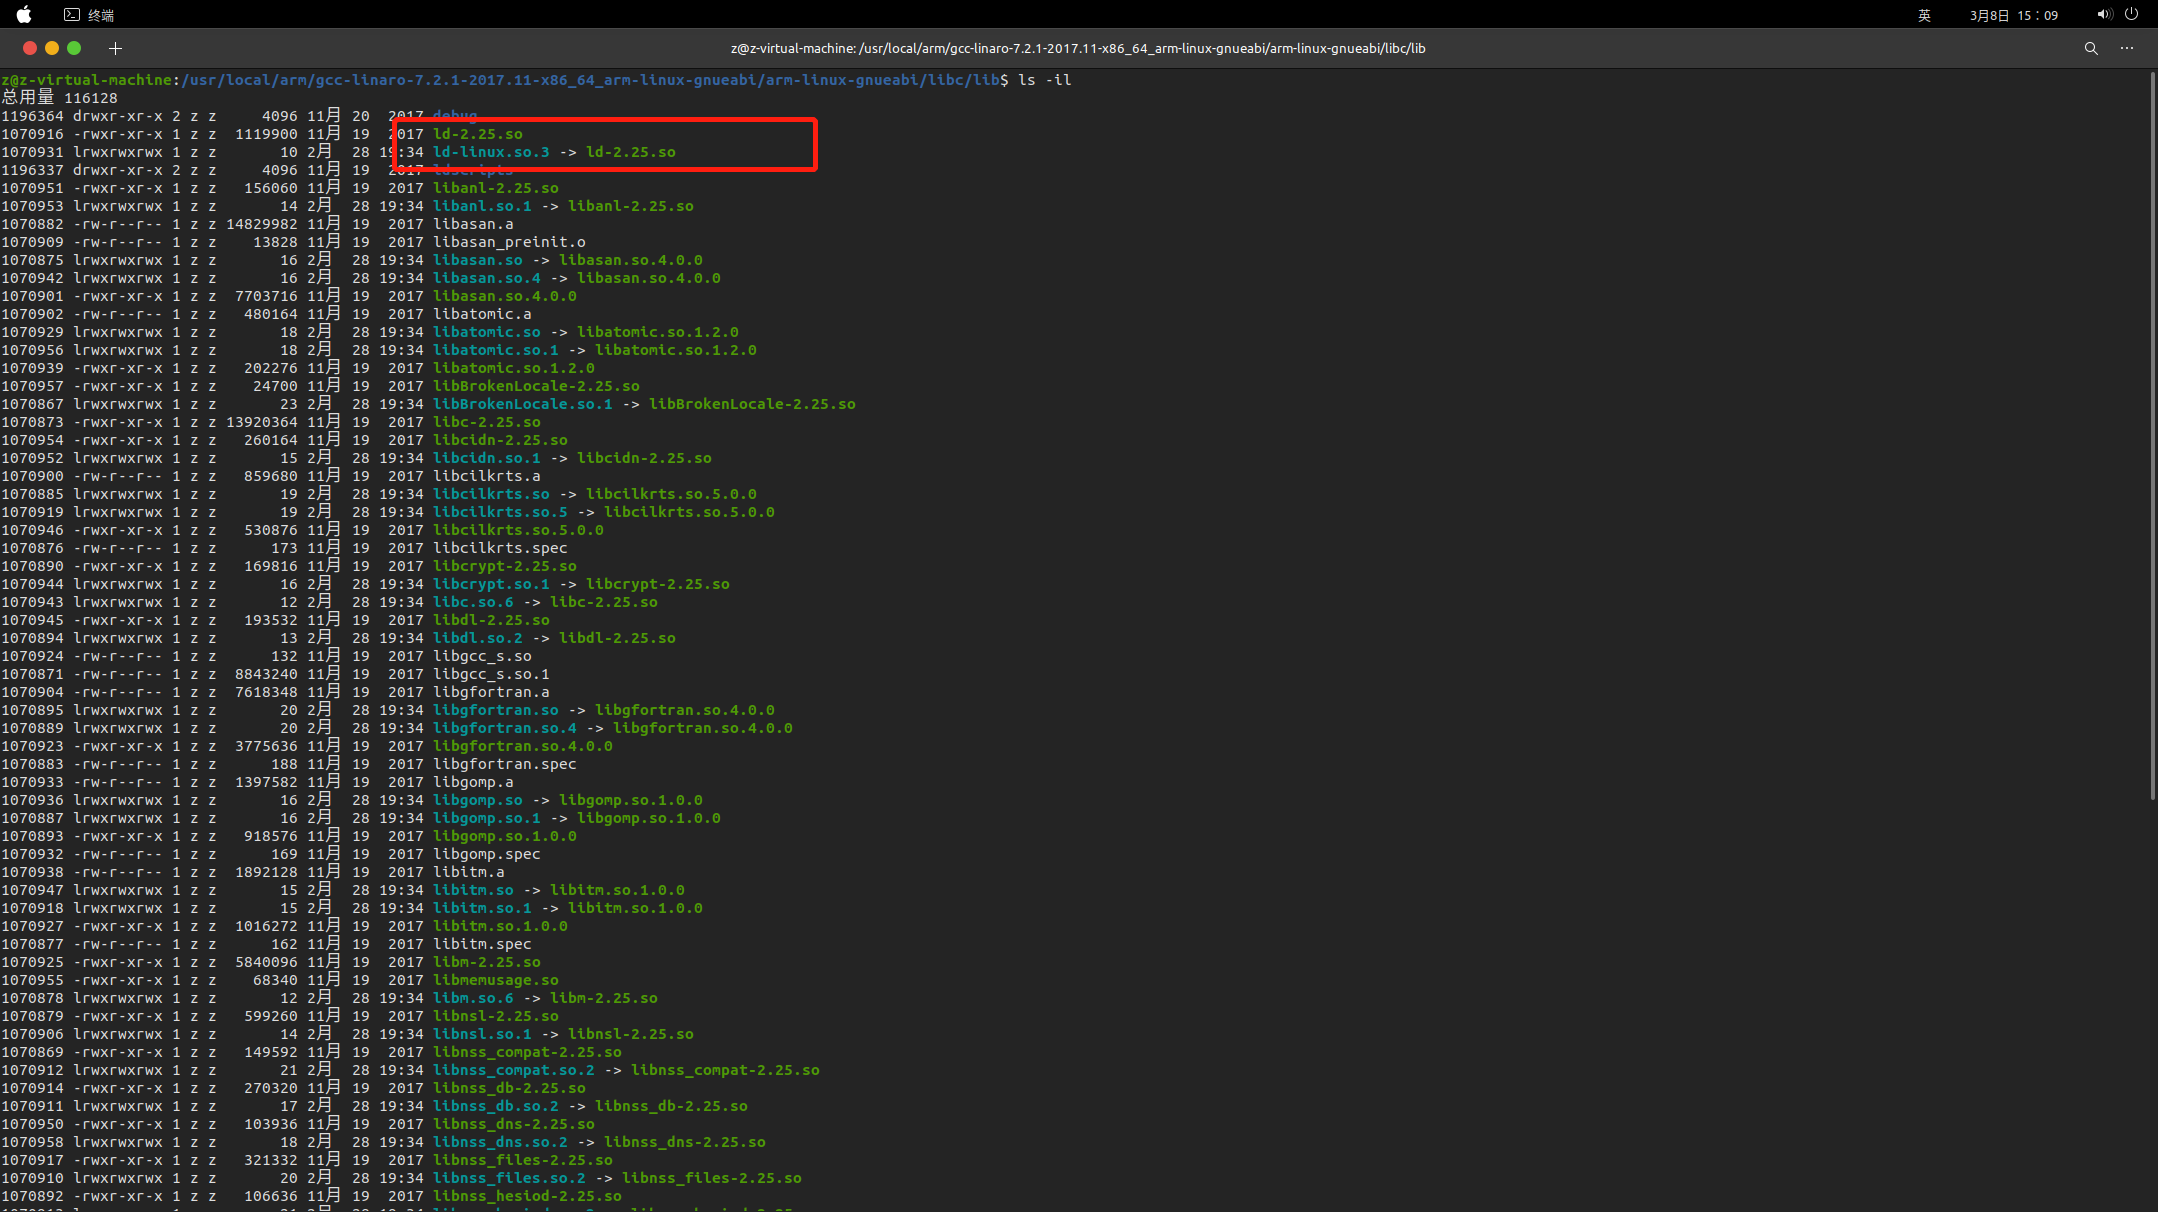 终端
英 3月8日 15:09
z@z-virtual-machine: /usr/local/arm/gcc-linaro-7.2.1-2017.11-x86_64_arm-linux-gnueabi/arm-linux-gnueabi/libc/lib
z@z-virtual-machine:/usr/local/arm/gcc-linaro-7.2.1-2017.11-x86_64_arm-linux-gnueabi/arm-linux-gnueabi/libc/lib$ ls -il
总用量 116128
1196364 drwxr-xr-x 2 z z 4096 11月 20 2017 debug
1070916 -rwxr-xr-x 1 z z 1119900 11月 19 2017 ld-2.25.so
1070931 lrwxrwxrwx 1 z z 10 2月 28 19:34 ld-linux.so.3 -> ld-2.25.so
1196337 drwxr-xr-x 2 z z 4096 11月 19 2017 ldscripts
1070951 -rwxr-xr-x 1 z z 156060 11月 19 2017 libanl-2.25.so
1070953 lrwxrwxrwx 1 z z 14 2月 28 19:34 libanl.so.1 -> libanl-2.25.so
1070882 -rw-r--r-- 1 z z 14829982 11月 19 2017 libasan.a
1070909 -rw-r--r-- 1 z z 13828 11月 19 2017 libasan_preinit.o
1070875 lrwxrwxrwx 1 z z 16 2月 28 19:34 libasan.so -> libasan.so.4.0.0
1070942 lrwxrwxrwx 1 z z 16 2月 28 19:34 libasan.so.4 -> libasan.so.4.0.0
1070901 -rwxr-xr-x 1 z z 7703716 11月 19 2017 libasan.so.4.0.0
1070902 -rw-r--r-- 1 z z 480164 11月 19 2017 libatomic.a
1070929 lrwxrwxrwx 1 z z 18 2月 28 19:34 libatomic.so -> libatomic.so.1.2.0
1070956 lrwxrwxrwx 1 z z 18 2月 28 19:34 libatomic.so.1 -> libatomic.so.1.2.0
1070939 -rwxr-xr-x 1 z z 202276 11月 19 2017 libatomic.so.1.2.0
1070957 -rwxr-xr-x 1 z z 24700 11月 19 2017 libBrokenLocale-2.25.so
1070867 lrwxrwxrwx 1 z z 23 2月 28 19:34 libBrokenLocale.so.1 -> libBrokenLocale-2.25.so
1070873 -rwxr-xr-x 1 z z 13920364 11月 19 2017 libc-2.25.so
1070954 -rwxr-xr-x 1 z z 260164 11月 19 2017 libcidn-2.25.so
1070952 lrwxrwxrwx 1 z z 15 2月 28 19:34 libcidn.so.1 -> libcidn-2.25.so
1070900 -rw-r--r-- 1 z z 859680 11月 19 2017 libcilkrts.a
1070885 lrwxrwxrwx 1 z z 19 2月 28 19:34 libcilkrts.so -> libcilkrts.so.5.0.0
1070919 lrwxrwxrwx 1 z z 19 2月 28 19:34 libcilkrts.so.5 -> libcilkrts.so.5.0.0
1070946 -rwxr-xr-x 1 z z 530876 11月 19 2017 libcilkrts.so.5.0.0
1070876 -rw-r--r-- 1 z z 173 11月 19 2017 libcilkrts.spec
1070890 -rwxr-xr-x 1 z z 169816 11月 19 2017 libcrypt-2.25.so
1070944 lrwxrwxrwx 1 z z 16 2月 28 19:34 libcrypt.so.1 -> libcrypt-2.25.so
1070943 lrwxrwxrwx 1 z z 12 2月 28 19:34 libc.so.6 -> libc-2.25.so
1070945 -rwxr-xr-x 1 z z 193532 11月 19 2017 libdl-2.25.so
1070894 lrwxrwxrwx 1 z z 13 2月 28 19:34 libdl.so.2 -> libdl-2.25.so
1070924 -rw-r--r-- 1 z z 132 11月 19 2017 libgcc_s.so
1070871 -rw-r--r-- 1 z z 8843240 11月 19 2017 libgcc_s.so.1
1070904 -rw-r--r-- 1 z z 7618348 11月 19 2017 libgfortran.a
1070895 lrwxrwxrwx 1 z z 20 2月 28 19:34 libgfortran.so -> libgfortran.so.4.0.0
1070889 lrwxrwxrwx 1 z z 20 2月 28 19:34 libgfortran.so.4 -> libgfortran.so.4.0.0
1070923 -rwxr-xr-x 1 z z 3775636 11月 19 2017 libgfortran.so.4.0.0
1070883 -rw-r--r-- 1 z z 188 11月 19 2017 libgfortran.spec
1070933 -rw-r--r-- 1 z z 1397582 11月 19 2017 libgomp.a
1070936 lrwxrwxrwx 1 z z 16 2月 28 19:34 libgomp.so -> libgomp.so.1.0.0
1070887 lrwxrwxrwx 1 z z 16 2月 28 19:34 libgomp.so.1 -> libgomp.so.1.0.0
1070893 -rwxr-xr-x 1 z z 918576 11月 19 2017 libgomp.so.1.0.0
1070932 -rw-r--r-- 1 z z 169 11月 19 2017 libgomp.spec
1070938 -rw-r--r-- 1 z z 1892128 11月 19 2017 libitm.a
1070947 lrwxrwxrwx 1 z z 15 2月 28 19:34 libitm.so -> libitm.so.1.0.0
1070918 lrwxrwxrwx 1 z z 15 2月 28 19:34 libitm.so.1 -> libitm.so.1.0.0
1070927 -rwxr-xr-x 1 z z 1016272 11月 19 2017 libitm.so.1.0.0
1070877 -rw-r--r-- 1 z z 162 11月 19 2017 libitm.spec
1070925 -rwxr-xr-x 1 z z 5840096 11月 19 2017 libm-2.25.so
1070955 -rwxr-xr-x 1 z z 68340 11月 19 2017 libmemusage.so
1070878 lrwxrwxrwx 1 z z 12 2月 28 19:34 libm.so.6 -> libm-2.25.so
1070879 -rwxr-xr-x 1 z z 599260 11月 19 2017 libnsl-2.25.so
1070906 lrwxrwxrwx 1 z z 14 2月 28 19:34 libnsl.so.1 -> libnsl-2.25.so
1070869 -rwxr-xr-x 1 z z 149592 11月 19 2017 libnss_compat-2.25.so
1070912 lrwxrwxrwx 1 z z 21 2月 28 19:34 libnss_compat.so.2 -> libnss_compat-2.25.so
1070914 -rwxr-xr-x 1 z z 270320 11月 19 2017 libnss_db-2.25.so
1070911 lrwxrwxrwx 1 z z 17 2月 28 19:34 libnss_db.so.2 -> libnss_db-2.25.so
1070950 -rwxr-xr-x 1 z z 103936 11月 19 2017 libnss_dns-2.25.so
1070958 lrwxrwxrwx 1 z z 18 2月 28 19:34 libnss_dns.so.2 -> libnss_dns-2.25.so
1070917 -rwxr-xr-x 1 z z 321332 11月 19 2017 libnss_files-2.25.so
1070910 lrwxrwxrwx 1 z z 20 2月 28 19:34 libnss_files.so.2 -> libnss_files-2.25.so
1070892 -rwxr-xr-x 1 z z 106636 11月 19 2017 libnss_hesiod-2.25.so